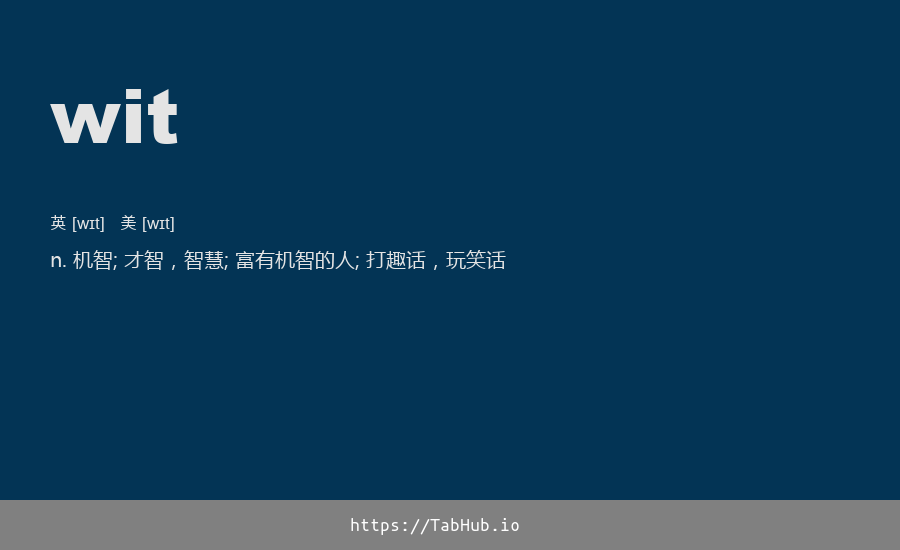 wit
英 [wɪt] 美 [wɪt]
n. 机智; 才智，智慧; 富有机智的人; 打趣话，玩笑话
https://TabHub.io